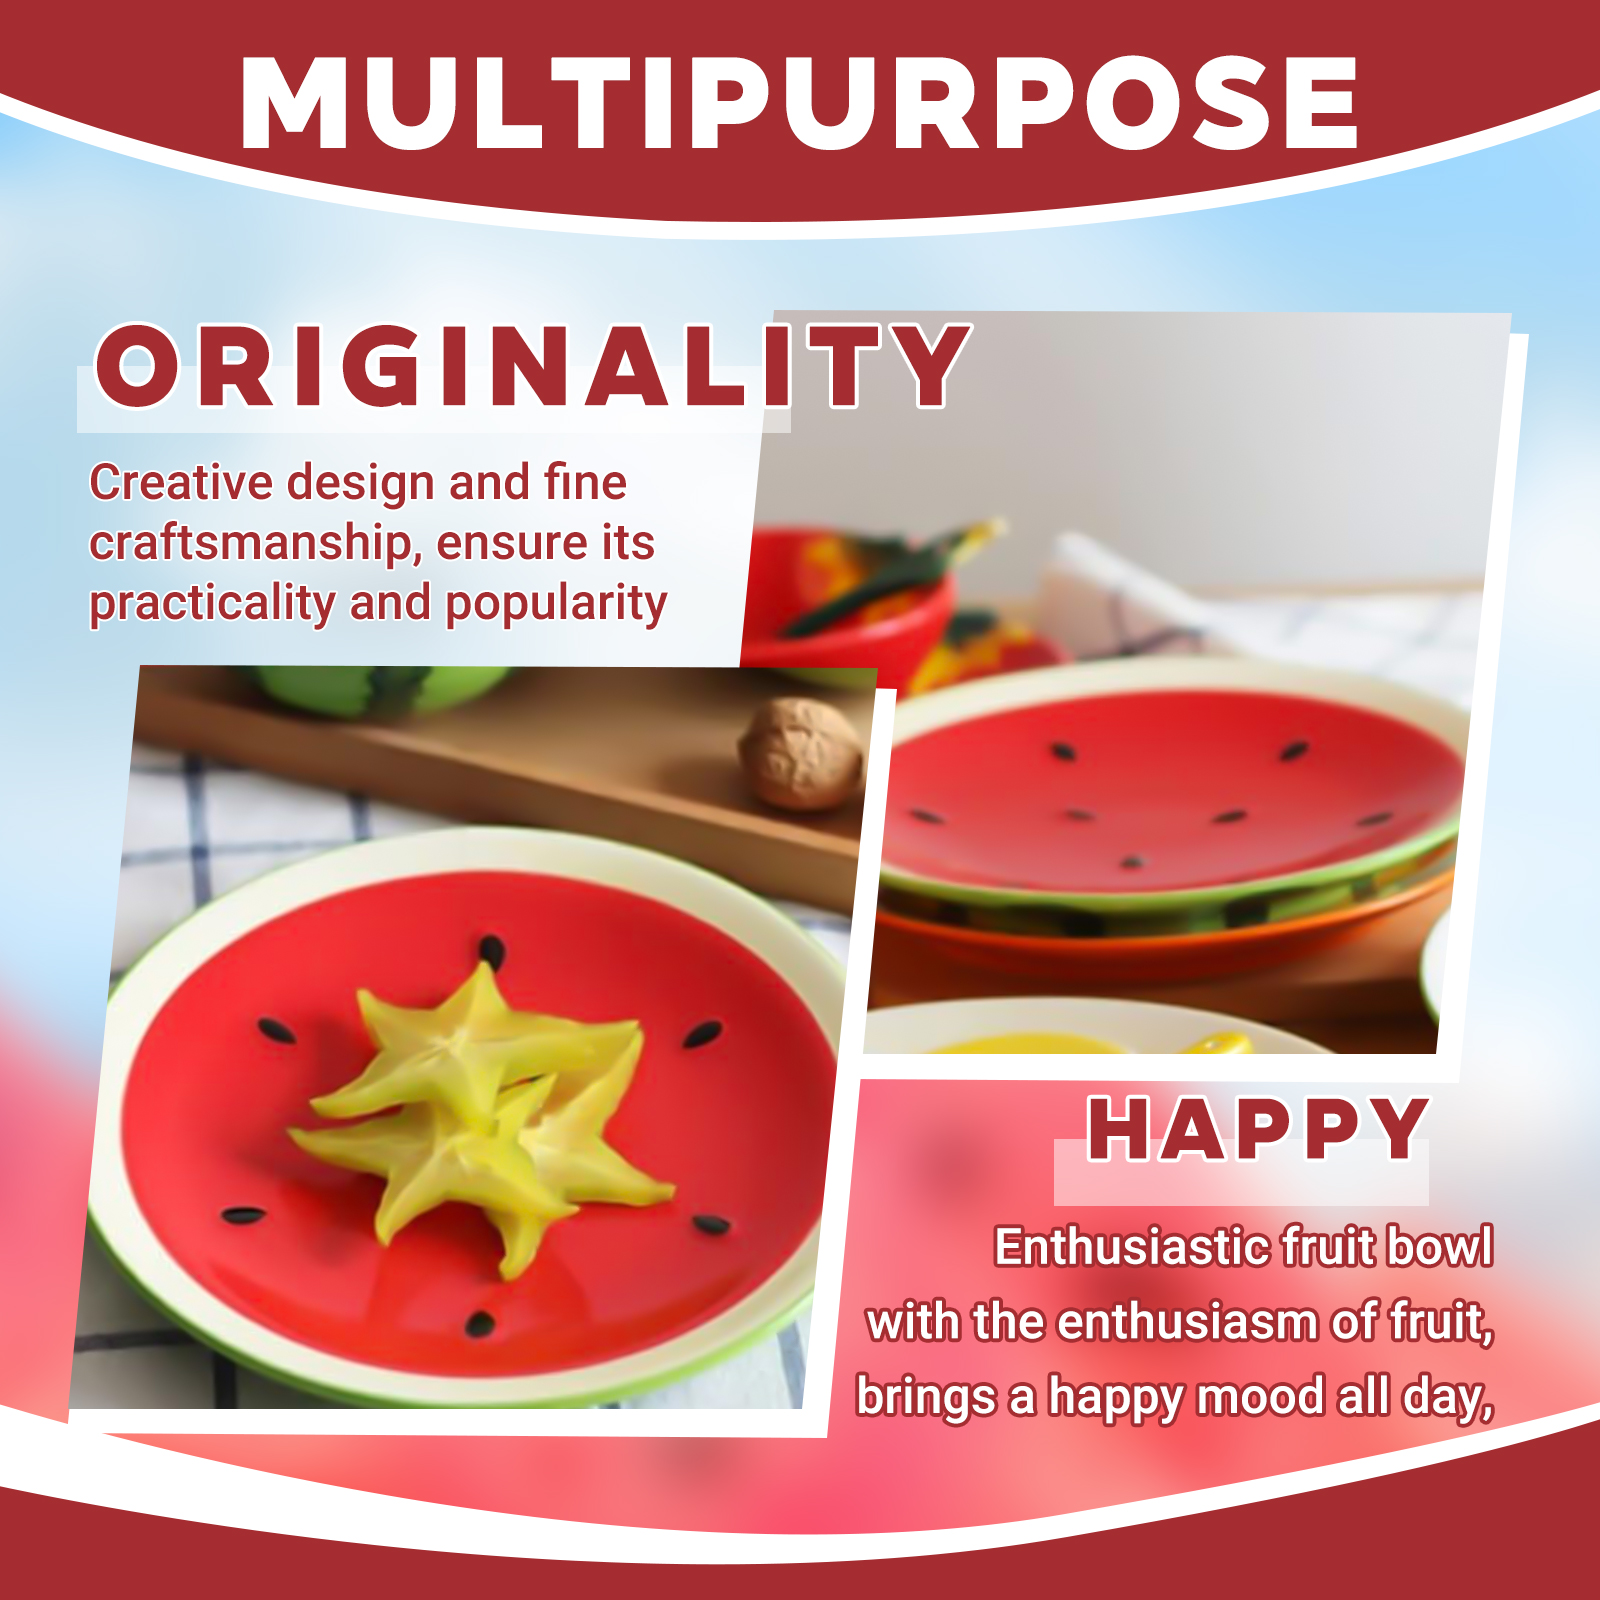 MULTIPURPOSE
ORIGINALITY
Creative design and fine
craftsmanship, ensure its
practicality and popularity
HAPPY
Enthusiastic fruit bowl
with the enthusiasm of fruit,
brings a happy mood all day,